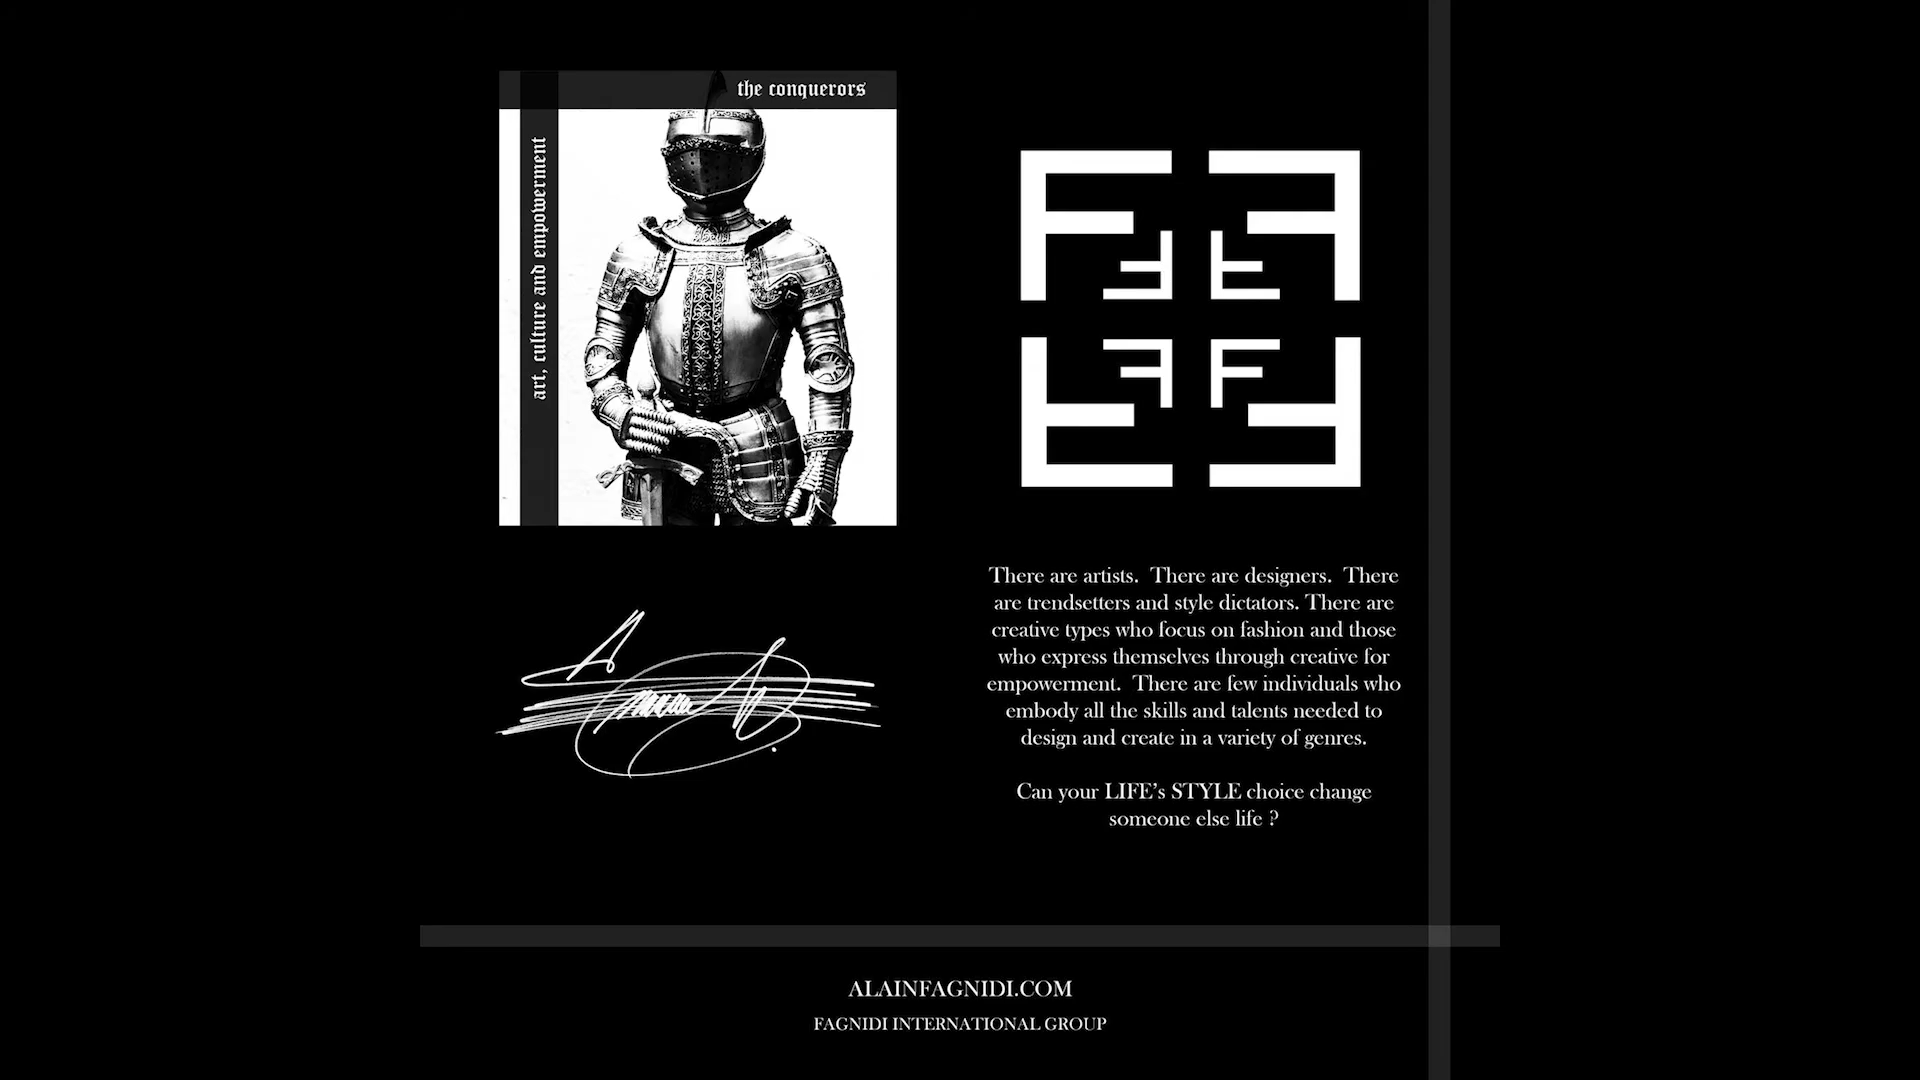 the conquerors
art, culture and empowerment
There are artists.  There are designers.  There
are trendsetters and style dictators. There are
creative types who focus on fashion and those
who express themselves through creative for
empowerment.  There are few individuals who
embody all the skills and talents needed to
design and create in a variety of genres.
Can your LIFE’s STYLE choice change
someone else life ?
ALAINFAGNIDI.COM
FAGNIDI INTERNATIONAL GROUP